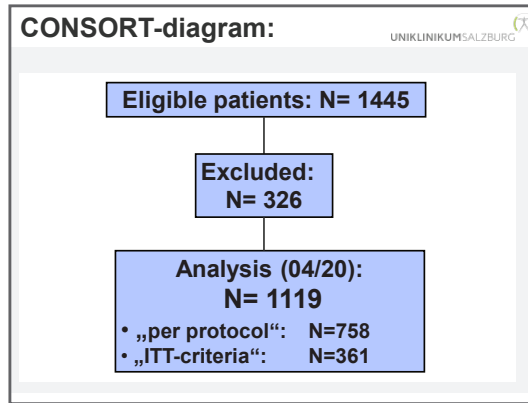 CONSORT-diagram:
UNIKLINIKUMSALZBURG
Eligible patients: N= 1445
Excluded:
N= 326
Analysis (04/20):
N= 1119
• „per protocol“: N=758
• „ITT-criteria“: N=361